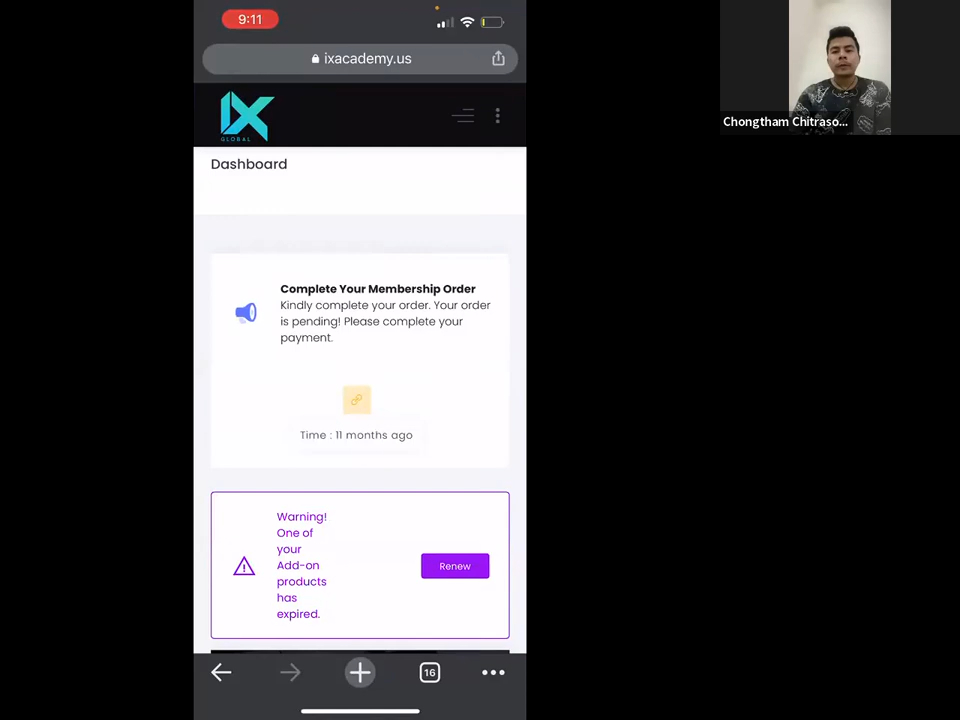 9:11
ixacademy.us
IX
GLOBAL
Dashboard
Complete Your Membership Order
Kindly complete your order. Your order
is pending! Please complete your
payment.
Time : 11 months ago
Warning!
One of
your
Add-on
products
has
expired.
Renew
16
Chongtham Chitraso...